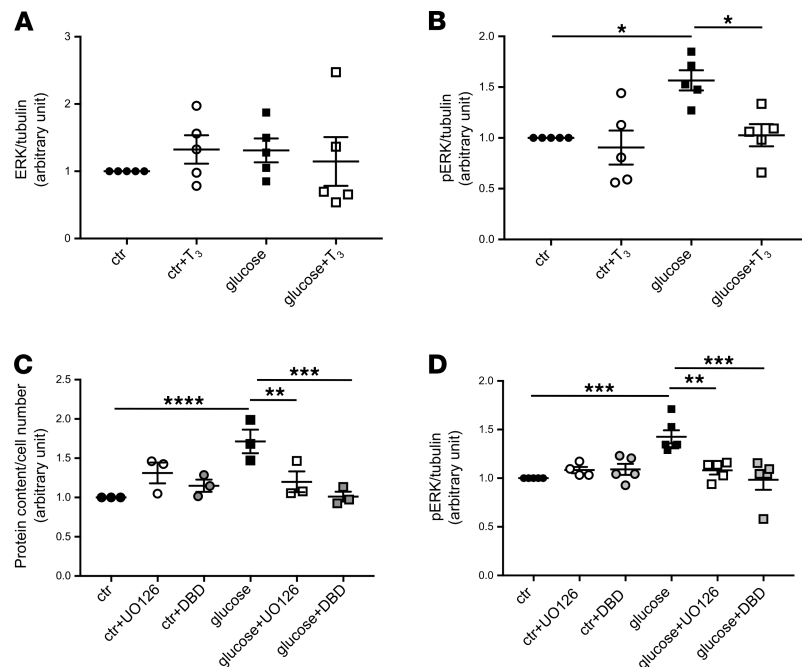 A
ERK/tubulin
(arbitrary unit)
3
2
1
0
ctr
ctr+T3
glucose
glucose+T3
B
pERK/tubulin
(arbitrary unit)
2.0
1.5
1.0
0.5
0.0
*
*
ctr
ctr+T3
glucose
glucose+T3
C
Protein content/cell number
(arbitrary unit)
2.5
2.0
1.5
1.0
0.5
0.0
****
***
**
ctr
ctr+UO126
ctr+DBD
glucose
glucose+UO126
glucose+DBD
D
pERK/tubulin
(arbitrary unit)
2.0
1.5
1.0
0.5
0.0
***
***
**
ctr
ctr+UO126
ctr+DBD
glucose
glucose+UO126
glucose+DBD